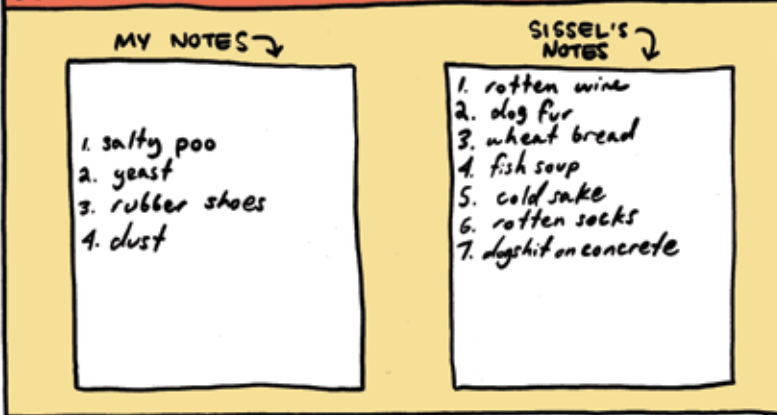 MY NOTES
1. salty poo
2. yeast
3. rubber shoes
4. dust
SISSEL'S
NOTES
1. rotten wine
2. dog fur
3. wheat bread
4. fish soup
5. cold sake
6. rotten socks
7. dogshit on concrete